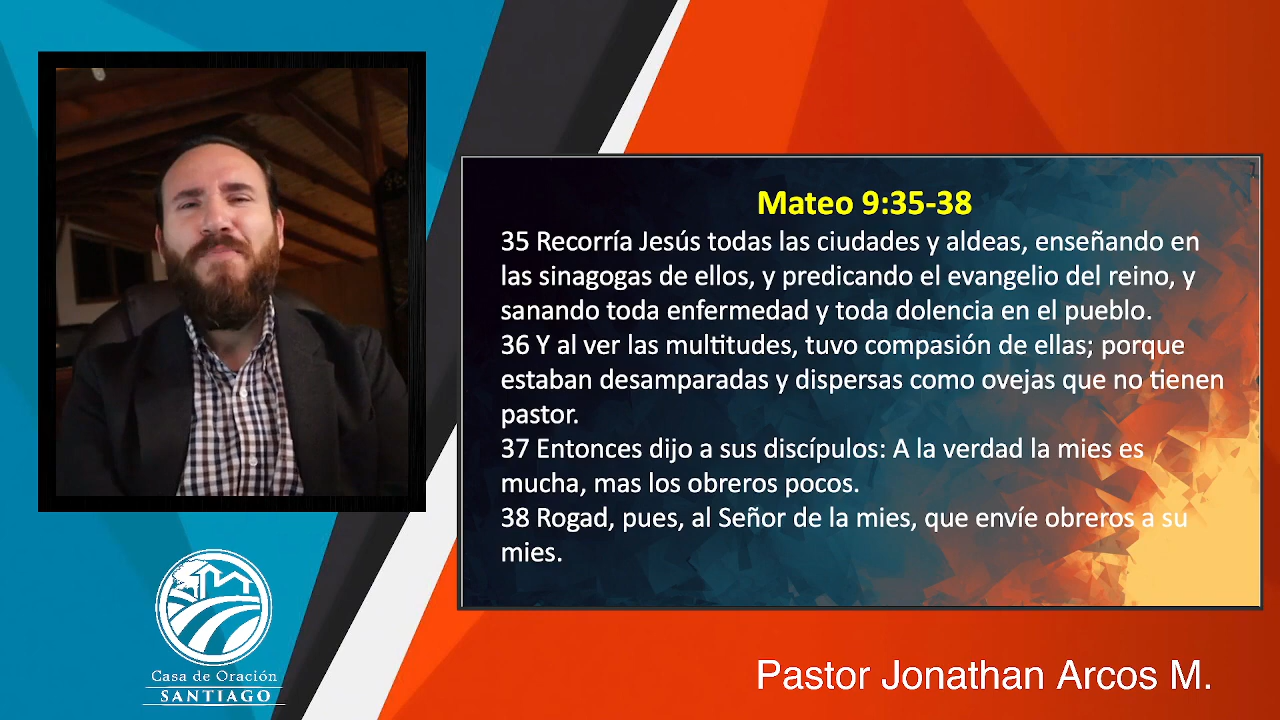 Mateo 9:35-38
35 Recorría Jesús todas las ciudades y aldeas, enseñando en
las sinagogas de ellos, y predicando el evangelio del reino, y
sanando toda enfermedad y toda dolencia en el pueblo.
36 Y al ver las multitudes, tuvo compasión de ellas; porque
estaban desamparadas y dispersas como ovejas que no tienen
pastor.
37 Entonces dijo a sus discípulos: A la verdad la mies es
mucha, mas los obreros pocos.
38 Rogad, pues, al Señor de la mies, que envíe obreros a su
mies.
Casa de Oración
SANTIAGO
Pastor Jonathan Arcos M.